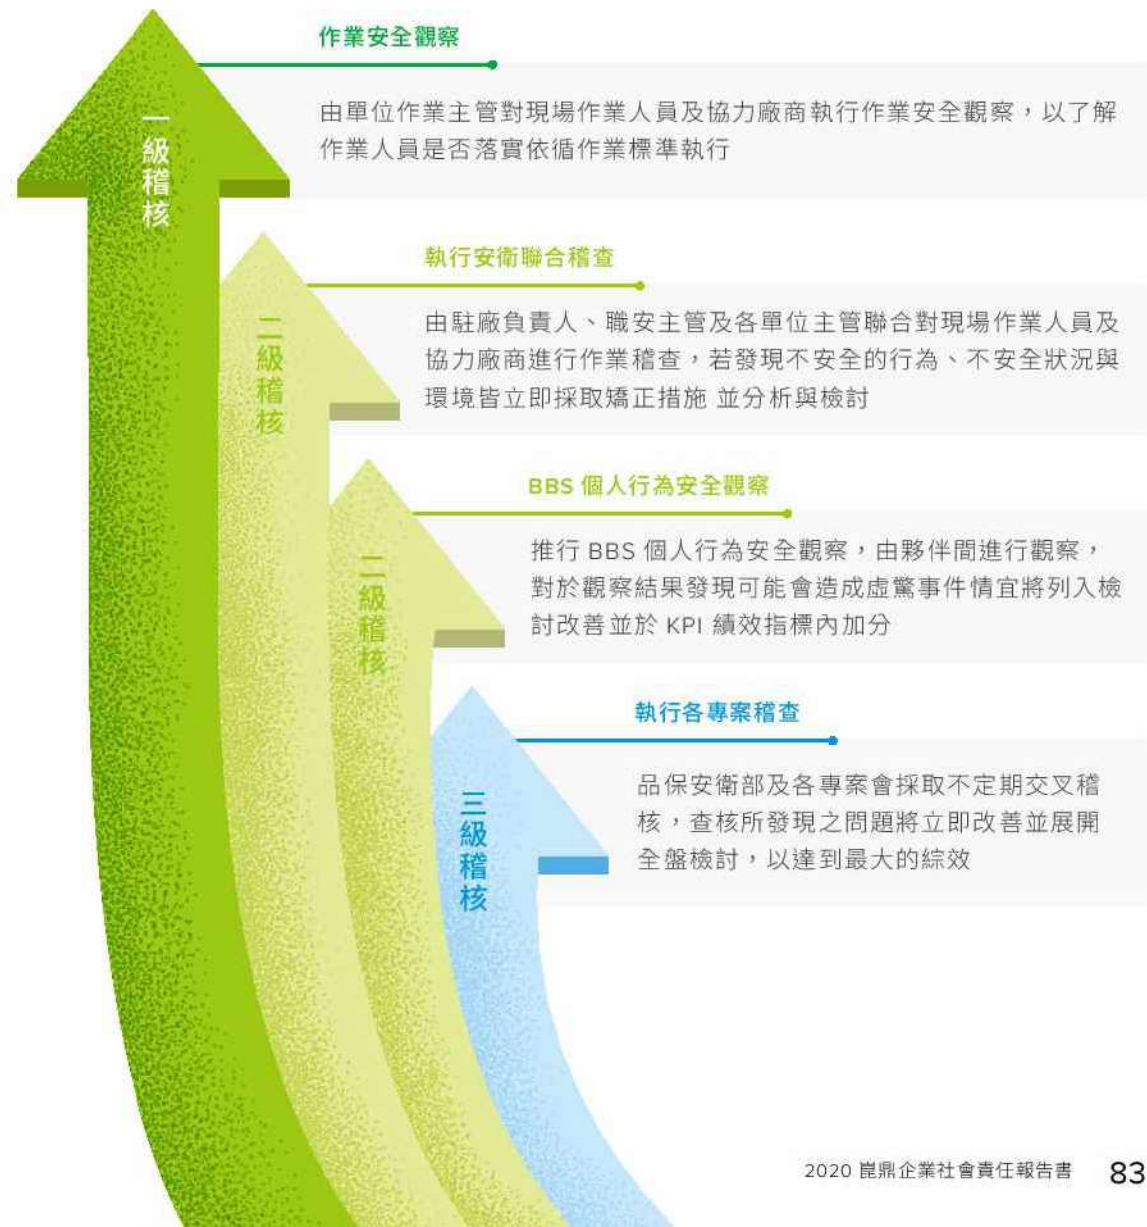 作業安全觀察
由單位作業主管對現場作業人員及協力廠商執行作業安全觀察，以了解
作業人員是否落實依循作業標準執行
一級稽核
執行安衛聯合稽查
由駐廠負責人、職安主管及各單位主管聯合對現場作業人員及
協力廠商進行作業稽查，若發現不安全的行為、不安全狀況與
環境皆立即採取矯正措施 並分析與檢討
二級稽核
BBS 個人行為安全觀察
推行 BBS 個人行為安全觀察，由夥伴間進行觀察，
對於觀察結果發現可能會造成虛驚事件情宜將列入檢
討改善並於 KPI 績效指標內加分
二級稽核
執行各專案稽查
品保安衛部及各專案會採取不定期交叉稽
核，查核所發現之問題將立即改善並展開
全盤檢討，以達到最大的綜效
三級稽核
2020 崑鼎企業社會責任報告書 83